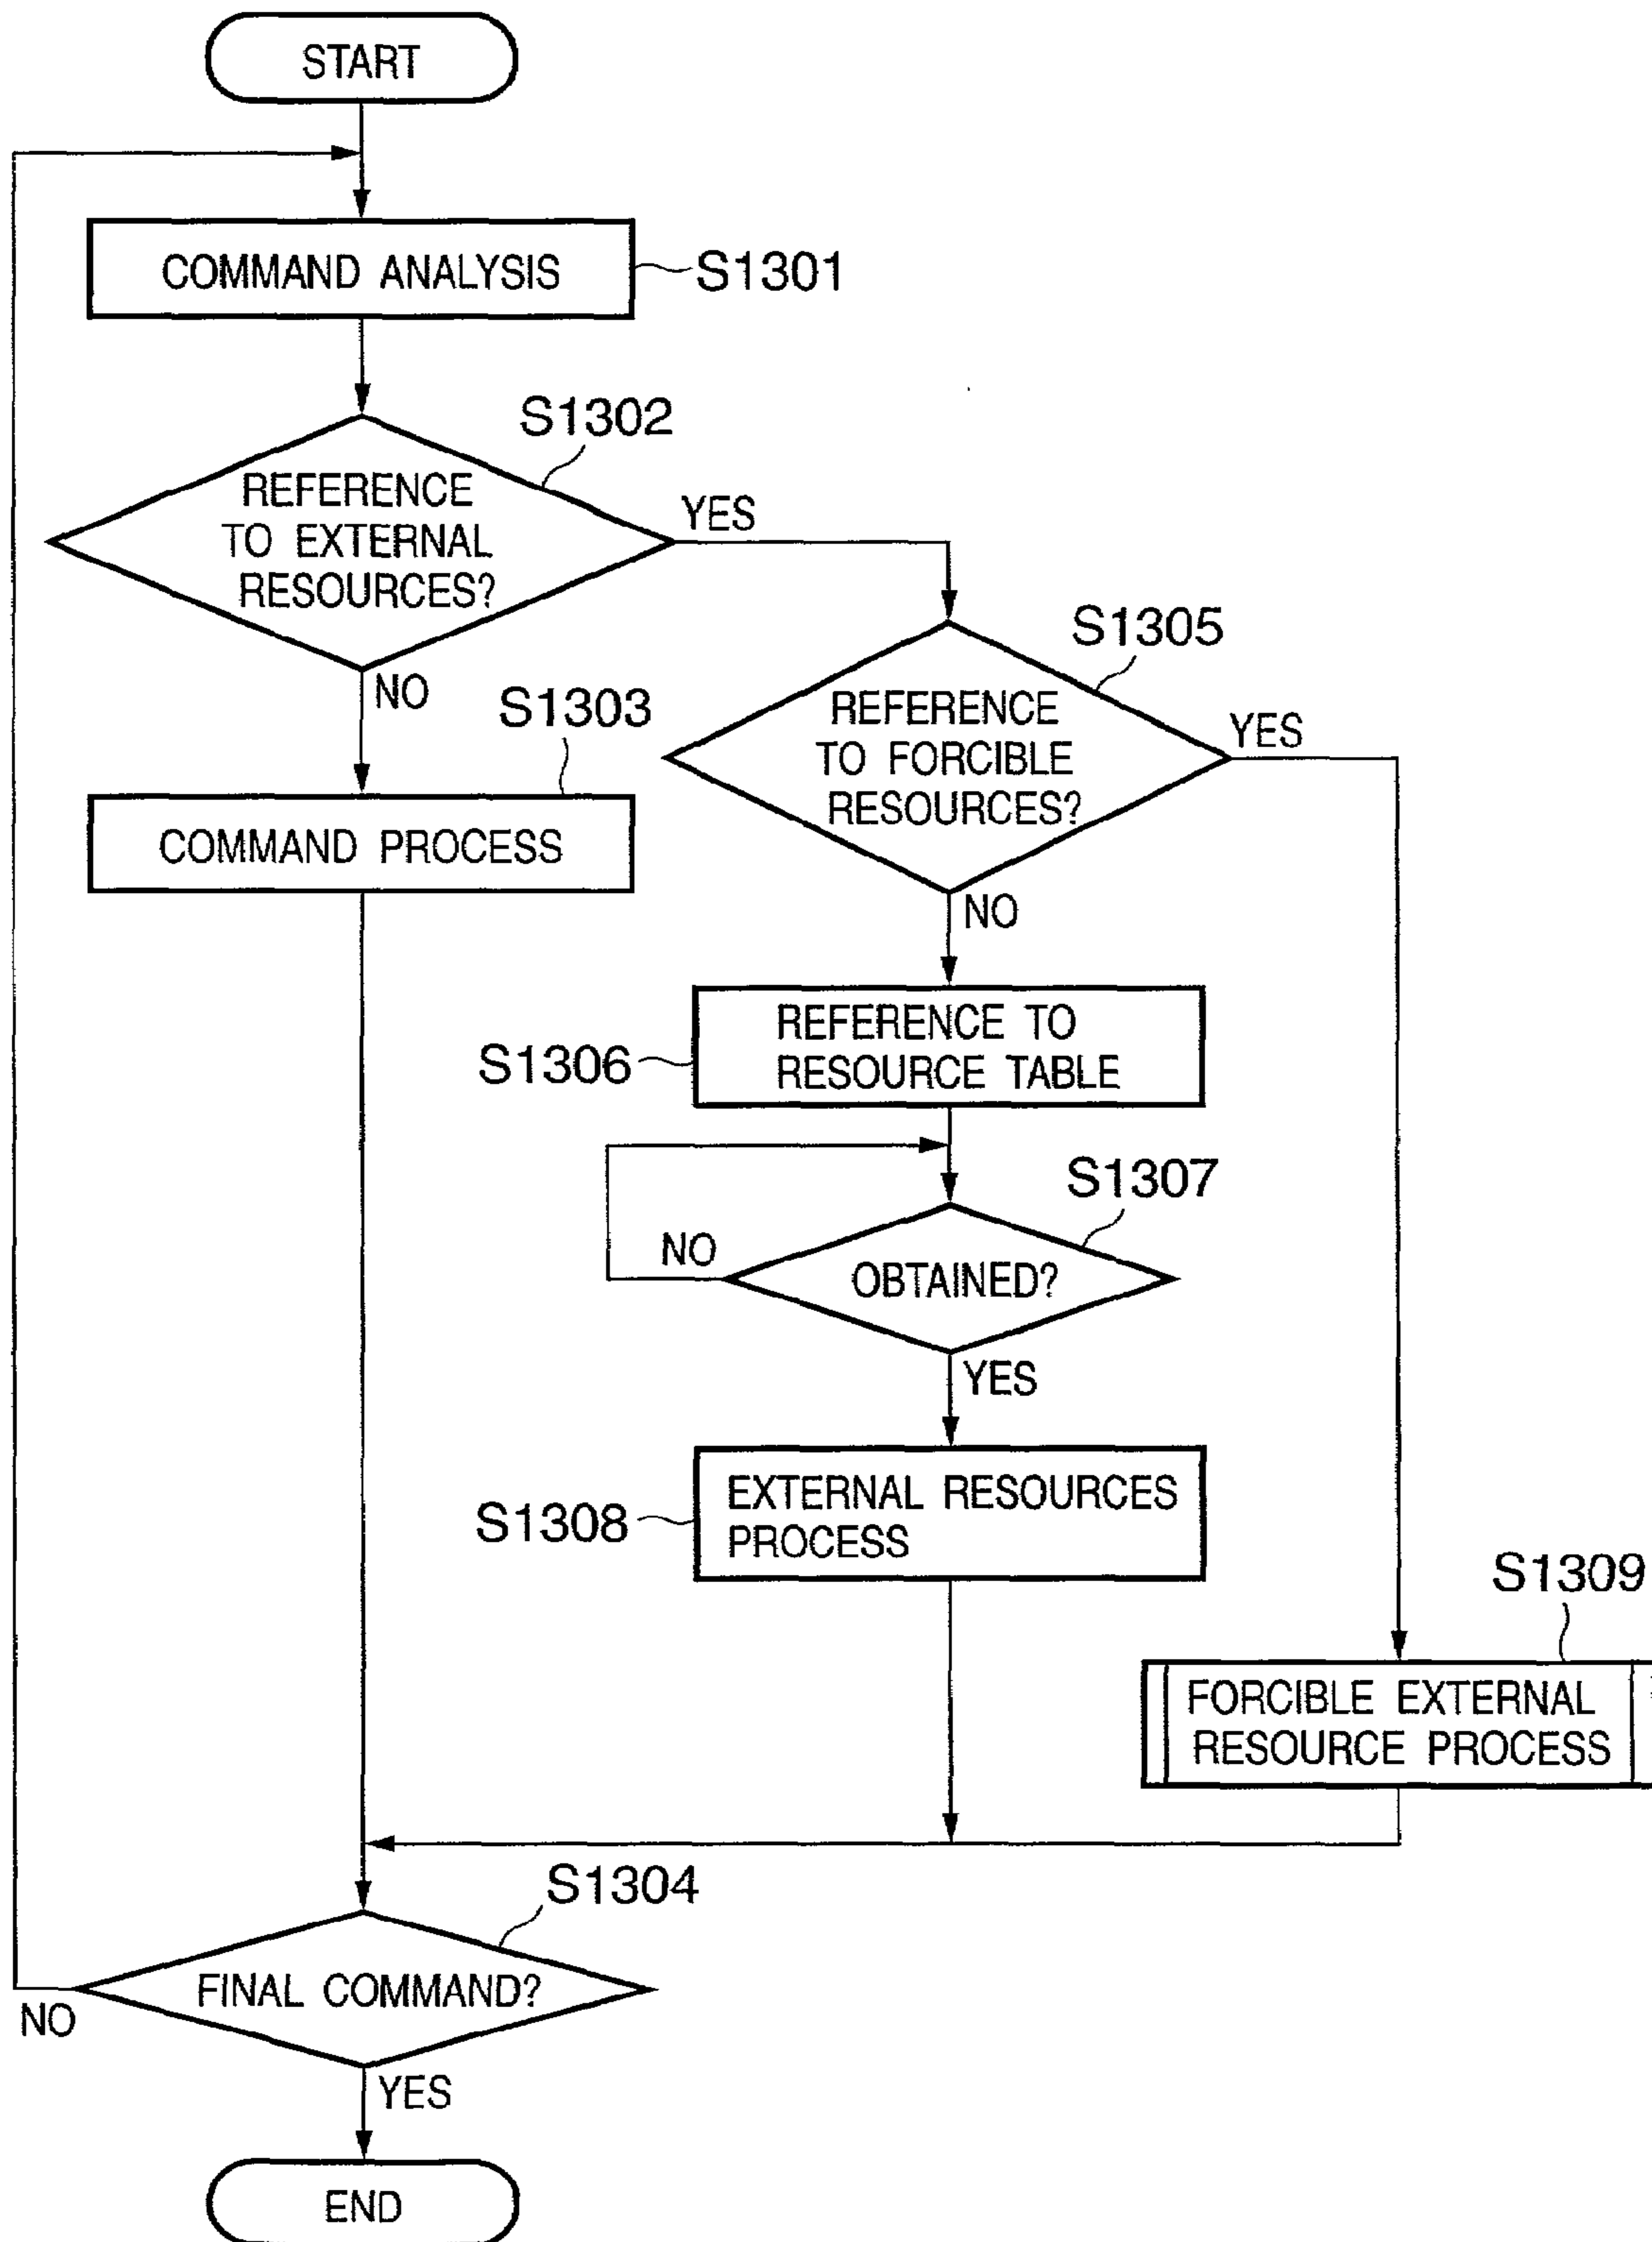 START
COMMAND ANALYSIS
S1301
S1302
REFERENCE
TO EXTERNAL
RESOURCES?
YES
NO
S1303
COMMAND PROCESS
S1305
REFERENCE
TO FORCIBLE
RESOURCES?
YES
NO
S1306
REFERENCE TO
RESOURCE TABLE
S1307
NO
OBTAINED?
YES
S1308
EXTERNAL RESOURCES
PROCESS
S1309
FORCIBLE EXTERNAL
RESOURCE PROCESS
S1304
FINAL COMMAND?
NO
YES
END